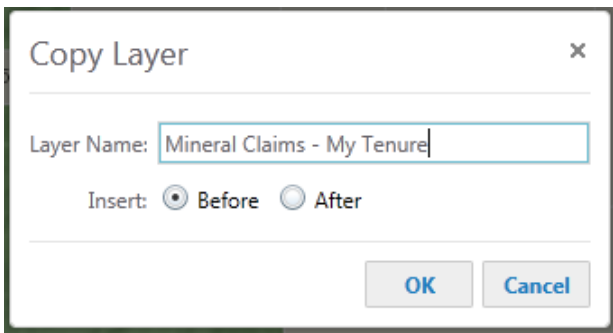 Copy Layer ×
Layer Name: Mineral Claims - My Tenure
Insert: Before After
OK Cancel